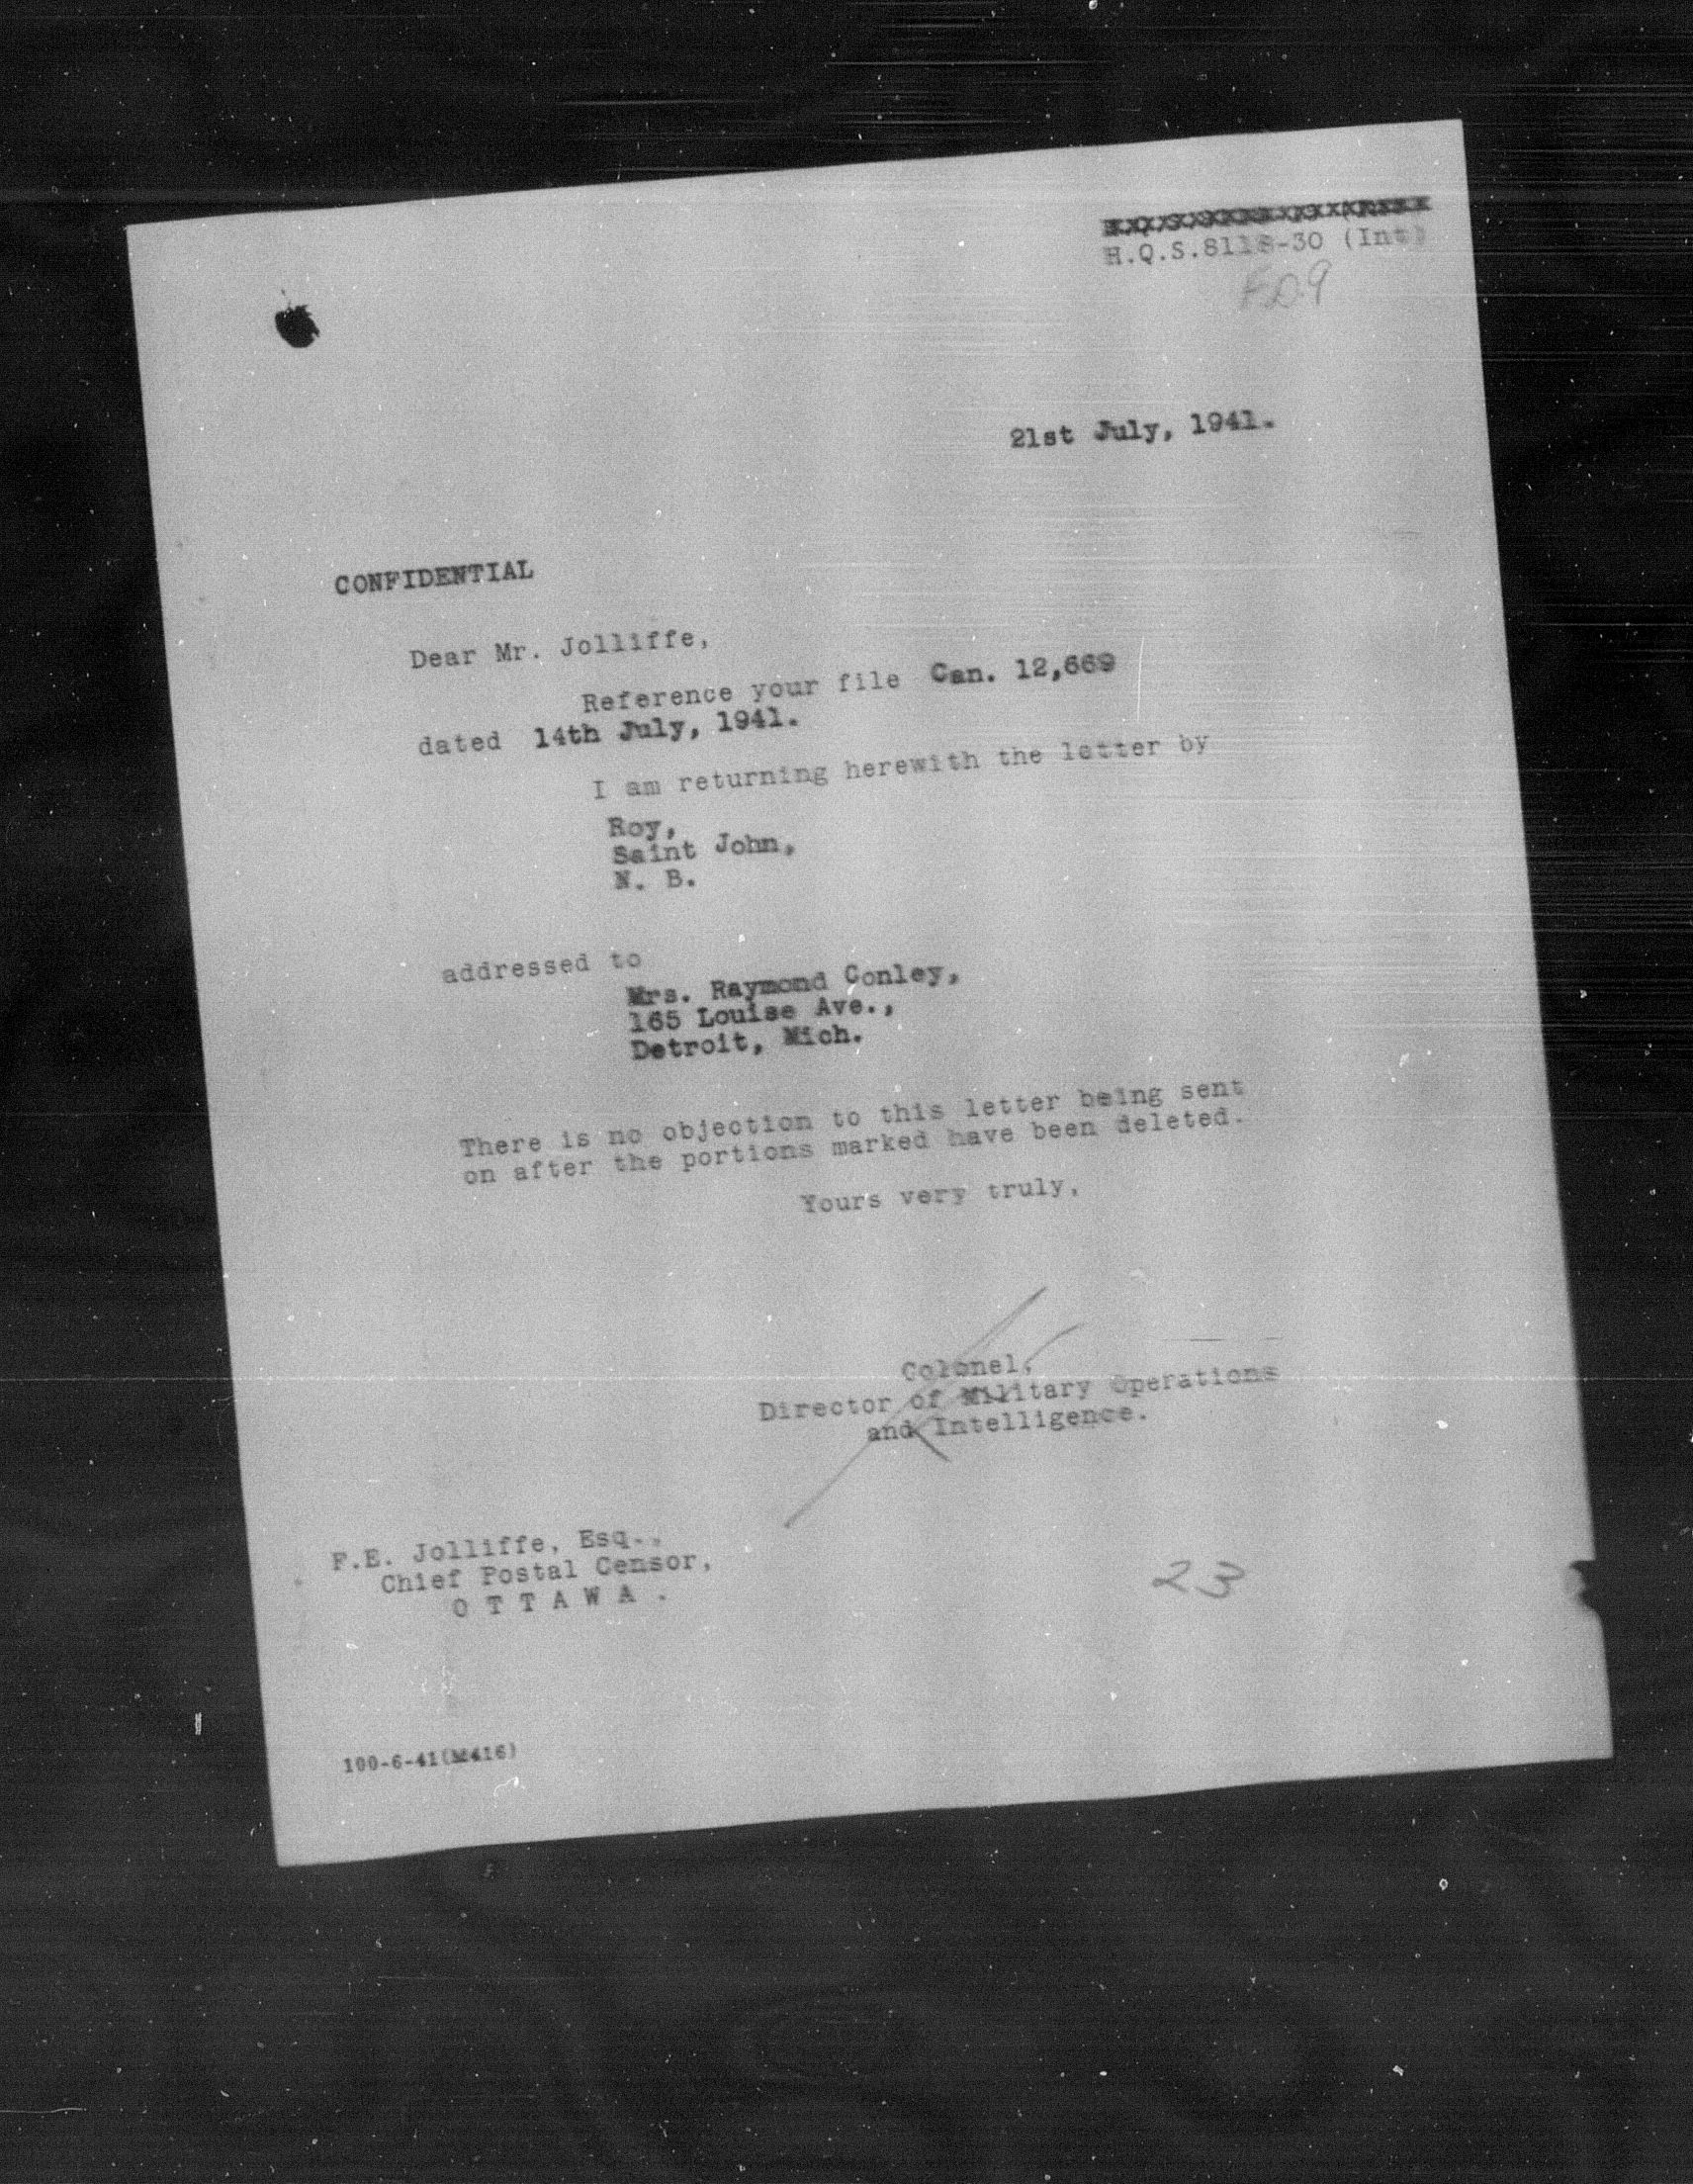 H.Q.S.8118-30 (Int)
F.D.9
21st July, 1941.
CONFIDENTIAL
Dear Mr. Jolliffe,
Reference your file Can. 12,669
dated 14th July, 1941.
I am returning herewith the letter by
Roy,
Saint John,
N. B.
addressed to
Mrs. Raymond Conley,
165 Louise Ave.,
Detroit, Mich.
There is no objection to this letter being sent
on after the portions marked have been deleted.
Yours very truly,
Colonel,
Director of Military Operations
and Intelligence.
F.E. Jolliffe, Esq.,
Chief Postal Censor,
O T T A W A .
23
100-6-41(M416)